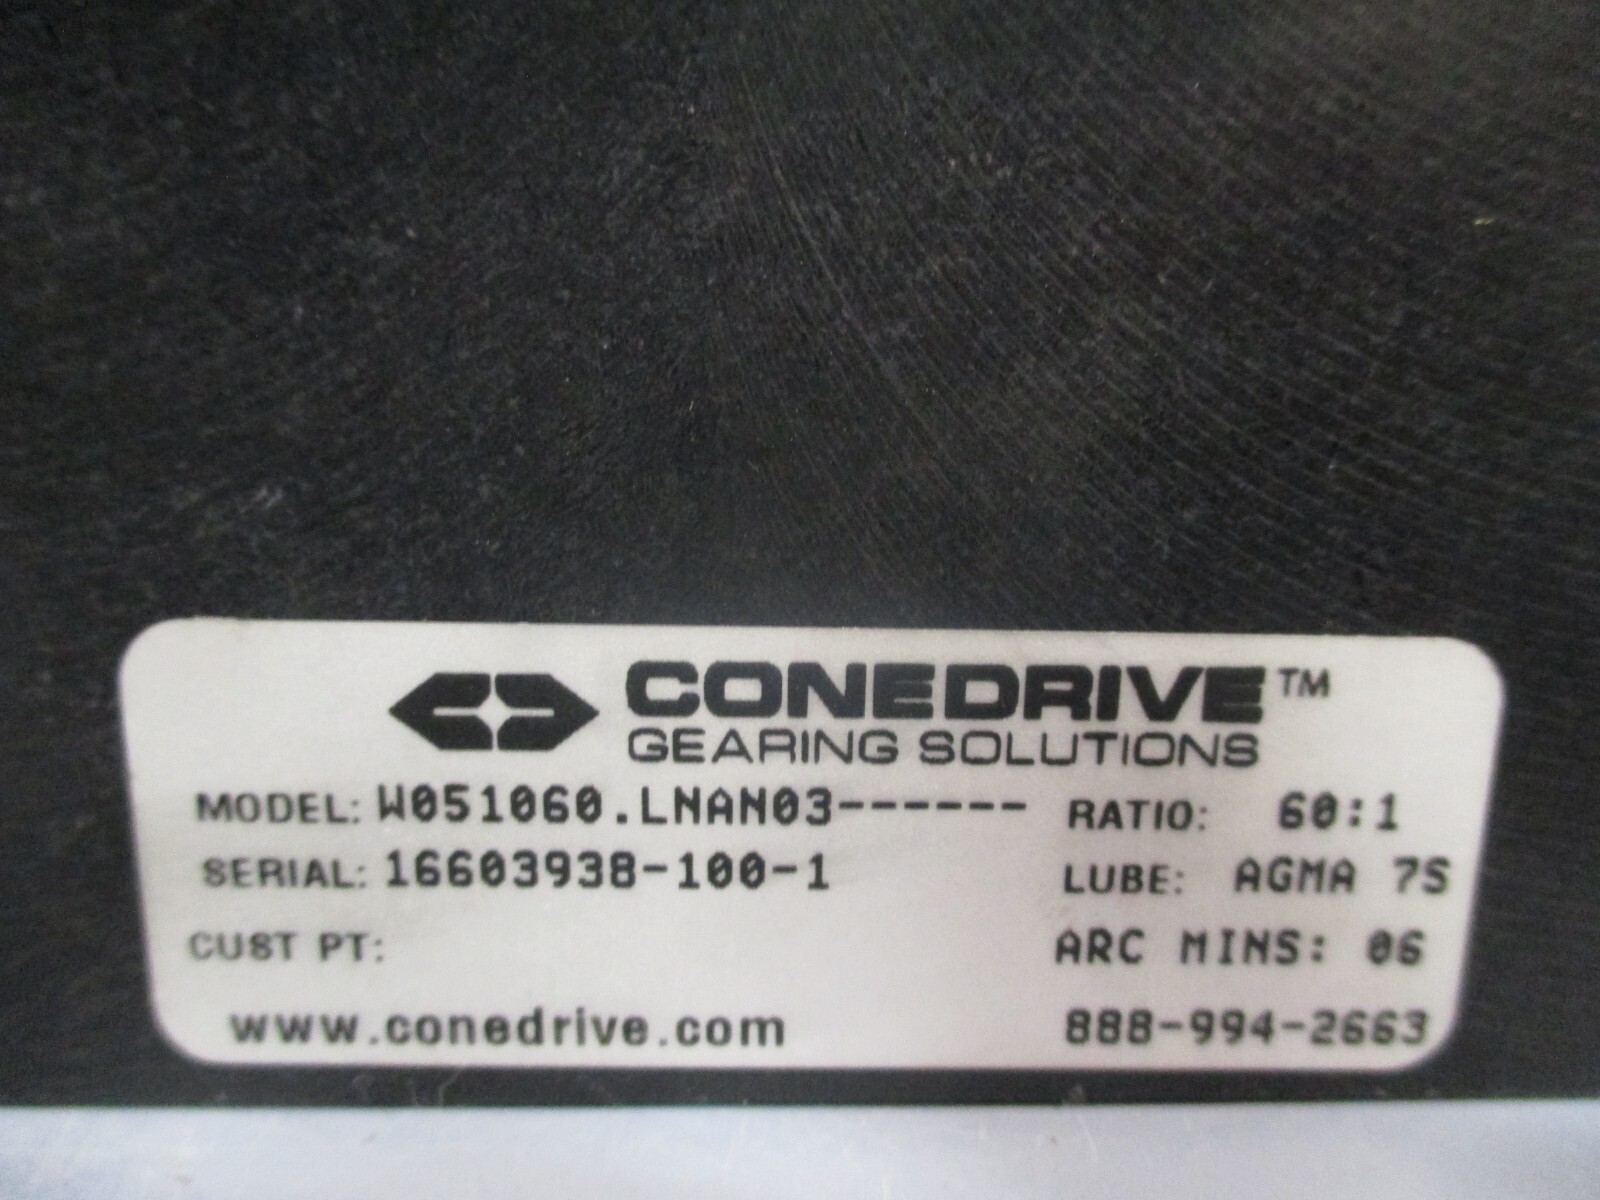 CONEDRIVE™
GEARING SOLUTIONS
MODEL: W051060.LNAN03------ RATIO: 60:1
SERIAL: 16603938-100-1 LUBE: AGMA 7S
CUST PT: ARC MINS: 06
www.conedrive.com 888-994-2663